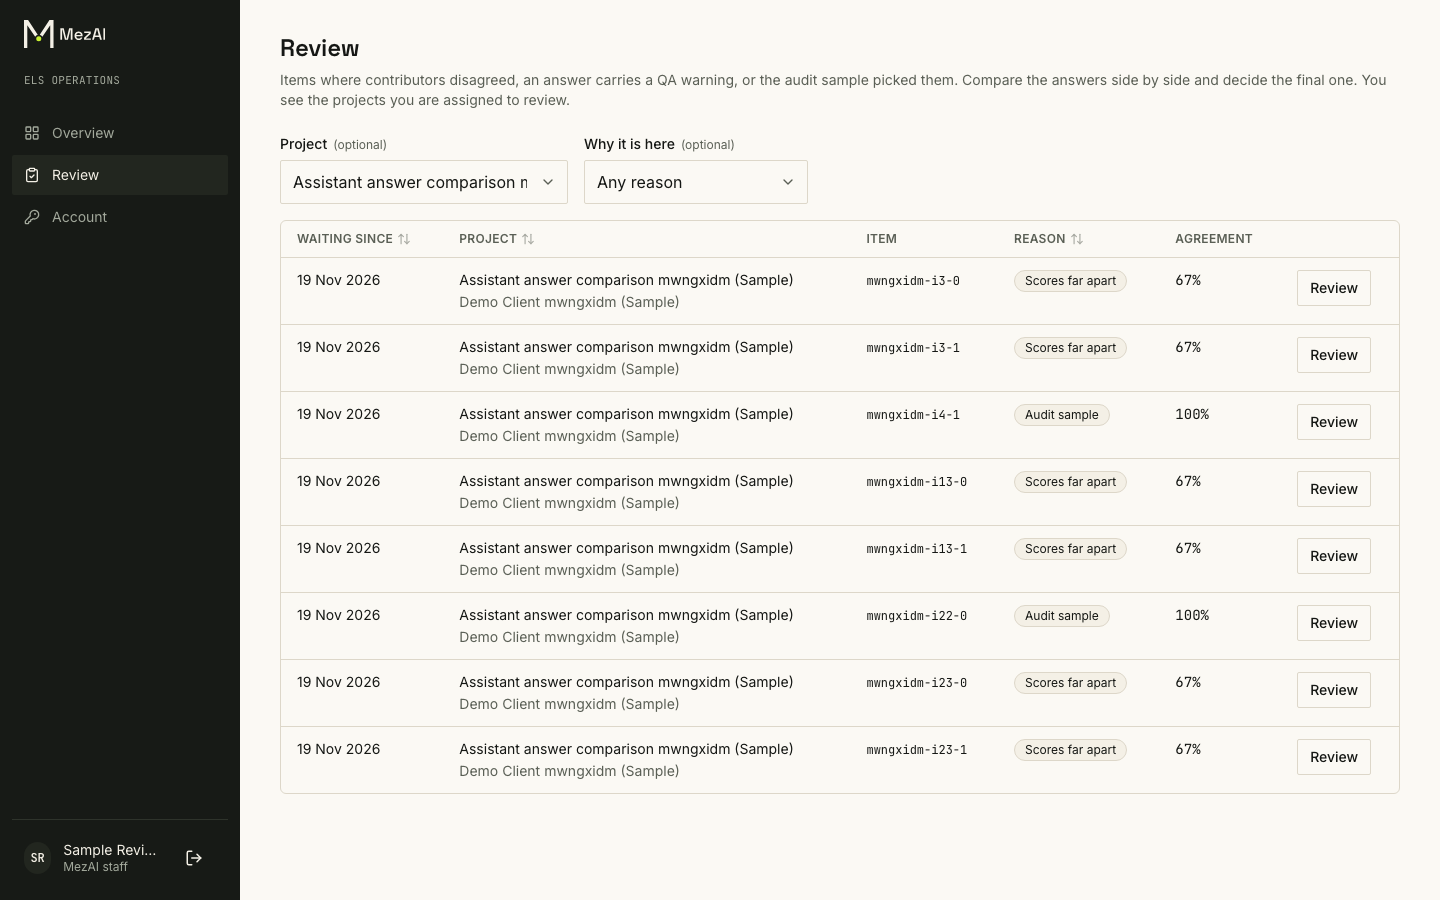 MezAI
ELS OPERATIONS
Overview
Review
Account
Sample Revi...
MezAI staff
SR
Review
Items where contributors disagreed, an answer carries a QA warning, or the audit sample picked them. Compare the answers side by side and decide the final one. You
see the projects you are assigned to review.
Project (optional)
Why it is here (optional)
Assistant answer comparison m
Any reason
WAITING SINCE PROJECT ITEM REASON AGREEMENT
19 Nov 2026 Assistant answer comparison mwngxidm (Sample) mwngxidm-i3-0 Scores far apart 67% Review
Demo Client mwngxidm (Sample)
19 Nov 2026 Assistant answer comparison mwngxidm (Sample) mwngxidm-i3-1 Scores far apart 67% Review
Demo Client mwngxidm (Sample)
19 Nov 2026 Assistant answer comparison mwngxidm (Sample) mwngxidm-i4-1 Audit sample 100% Review
Demo Client mwngxidm (Sample)
19 Nov 2026 Assistant answer comparison mwngxidm (Sample) mwngxidm-i13-0 Scores far apart 67% Review
Demo Client mwngxidm (Sample)
19 Nov 2026 Assistant answer comparison mwngxidm (Sample) mwngxidm-i13-1 Scores far apart 67% Review
Demo Client mwngxidm (Sample)
19 Nov 2026 Assistant answer comparison mwngxidm (Sample) mwngxidm-i22-0 Audit sample 100% Review
Demo Client mwngxidm (Sample)
19 Nov 2026 Assistant answer comparison mwngxidm (Sample) mwngxidm-i23-0 Scores far apart 67% Review
Demo Client mwngxidm (Sample)
19 Nov 2026 Assistant answer comparison mwngxidm (Sample) mwngxidm-i23-1 Scores far apart 67% Review
Demo Client mwngxidm (Sample)